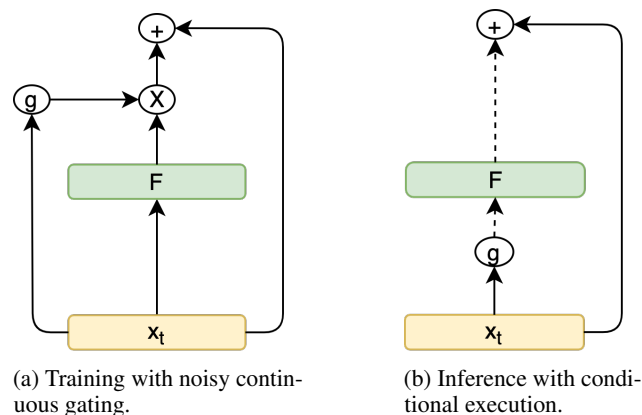 +
g
X
F
x_t
(a) Training with noisy contin-
uous gating.
+
F
g
x_t
(b) Inference with condi-
tional execution.